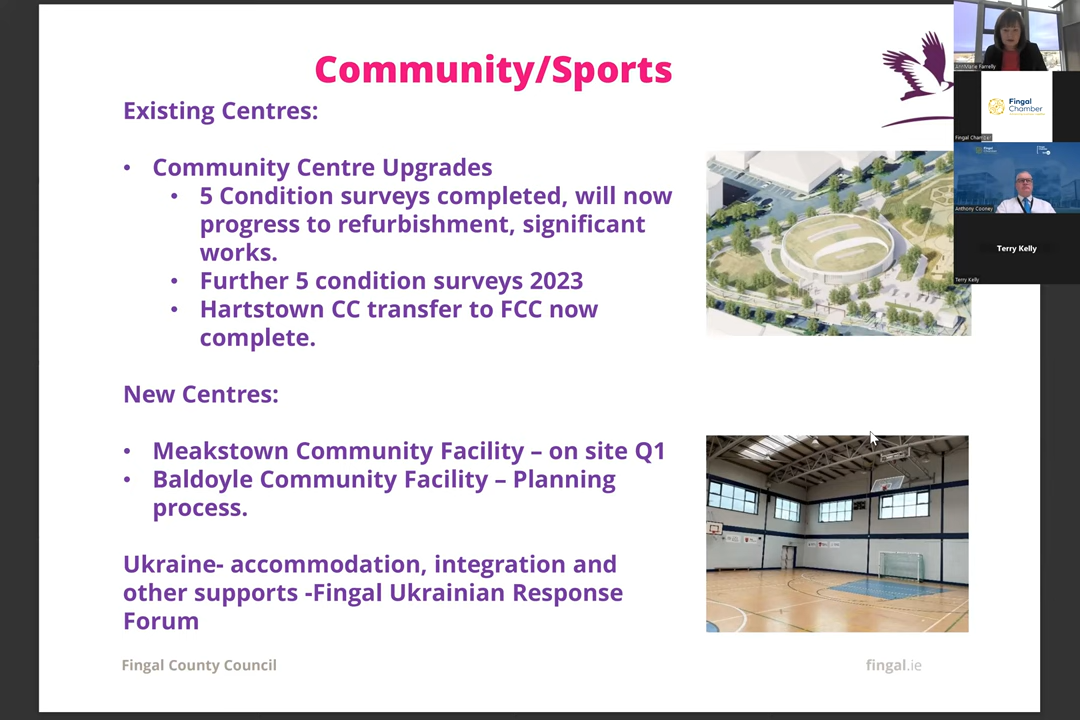 Community/Sports
Existing Centres:
• Community Centre Upgrades
• 5 Condition surveys completed, will now
progress to refurbishment, significant
works.
• Further 5 condition surveys 2023
• Hartstown CC transfer to FCC now
complete.
New Centres:
• Meakstown Community Facility – on site Q1
• Baldoyle Community Facility – Planning
process.
Ukraine- accommodation, integration and
other supports -Fingal Ukrainian Response
Forum
Fingal County Council
fingal.ie
AnnMarie Farrelly
Fingal
Chamber
Fingal Chamber
Anthony Cooney
Terry Kelly
Terry Kelly